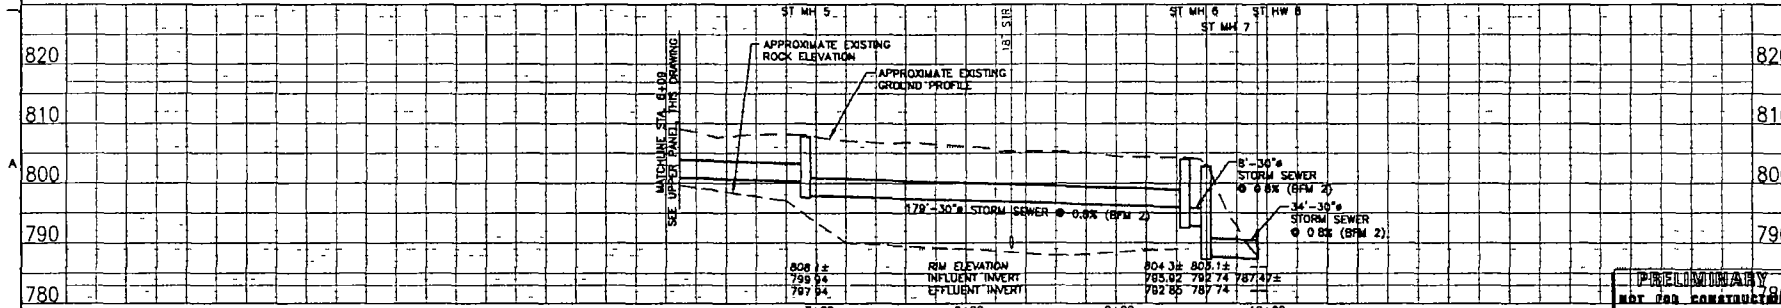 ST MH 5
ST MH 6
ST HW 8
ST MH 7
820
820
APPROXIMATE EXISTING
ROCK ELEVATION
APPROXIMATE EXISTING
GROUND PROFILE
MATCHLINE STA. 6+09
SEE UPPER PANEL, THIS DRAWING
810
810
A
800
800
8'-30"ø
STORM SEWER
@ 0.8% (BFM 2)
179'-30"ø STORM SEWER @ 0.8% (BFM 2)
34'-30"ø
STORM SEWER
@ 0.8% (BFM 2)
790
790
808.1±
RIM ELEVATION
804.3±
803.1±
799.94
INFLUENT INVERT
795.92
792.74
787.47±
797.94
EFFLUENT INVERT
792.85
787.74
780
PRELIMINARY
NOT FOR CONSTRUCTION